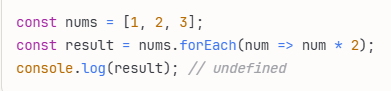 const nums = [1, 2, 3];
const result = nums.forEach(num => num * 2);
console.log(result); // undefined